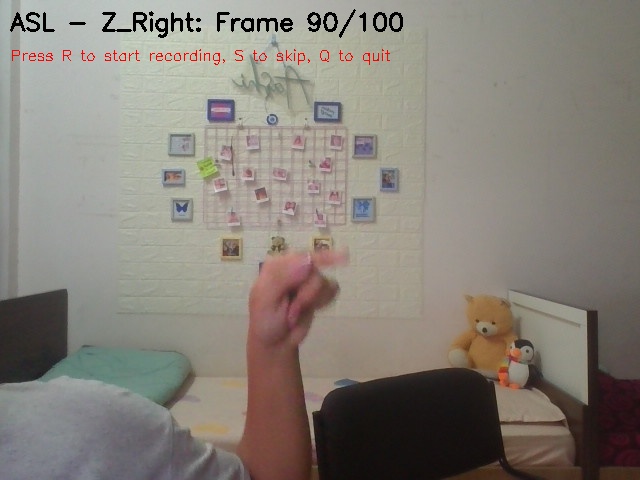 ASL - Z_Right: Frame 90/100
Press R to start recording, S to skip, Q to quit